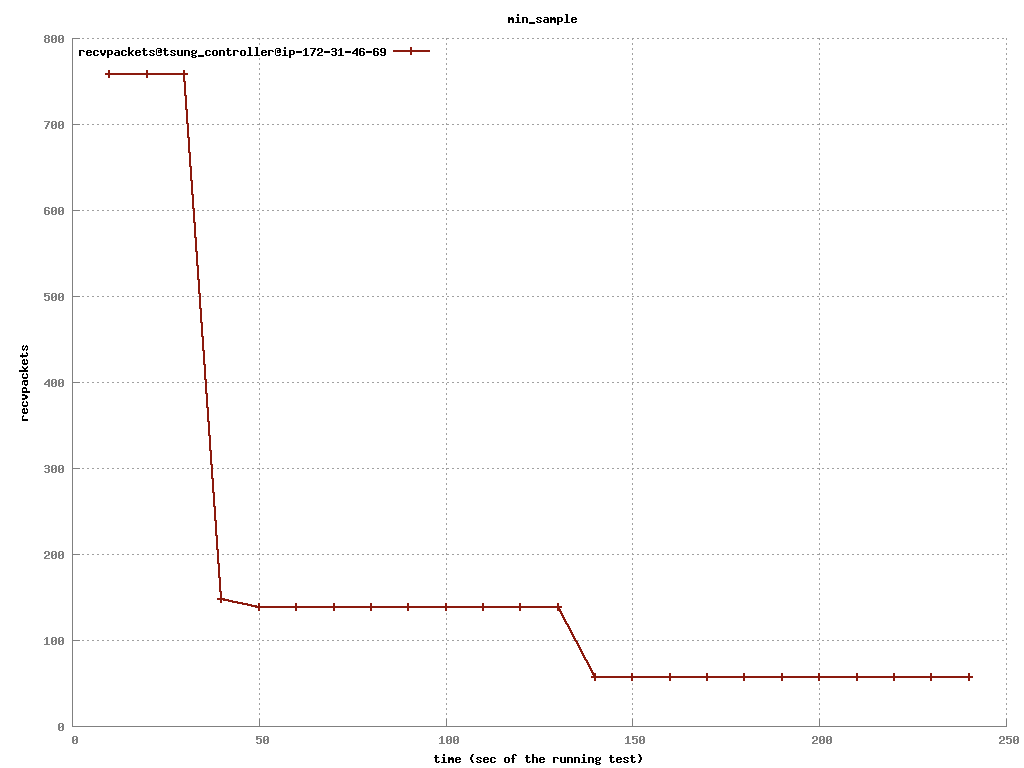 min_sample
800
recvpackets@tsung_controller@ip-172-31-46-69
700
600
500
400
300
200
100
0
recvpackets
0 50 100 150 200 250
time (sec of the running test)